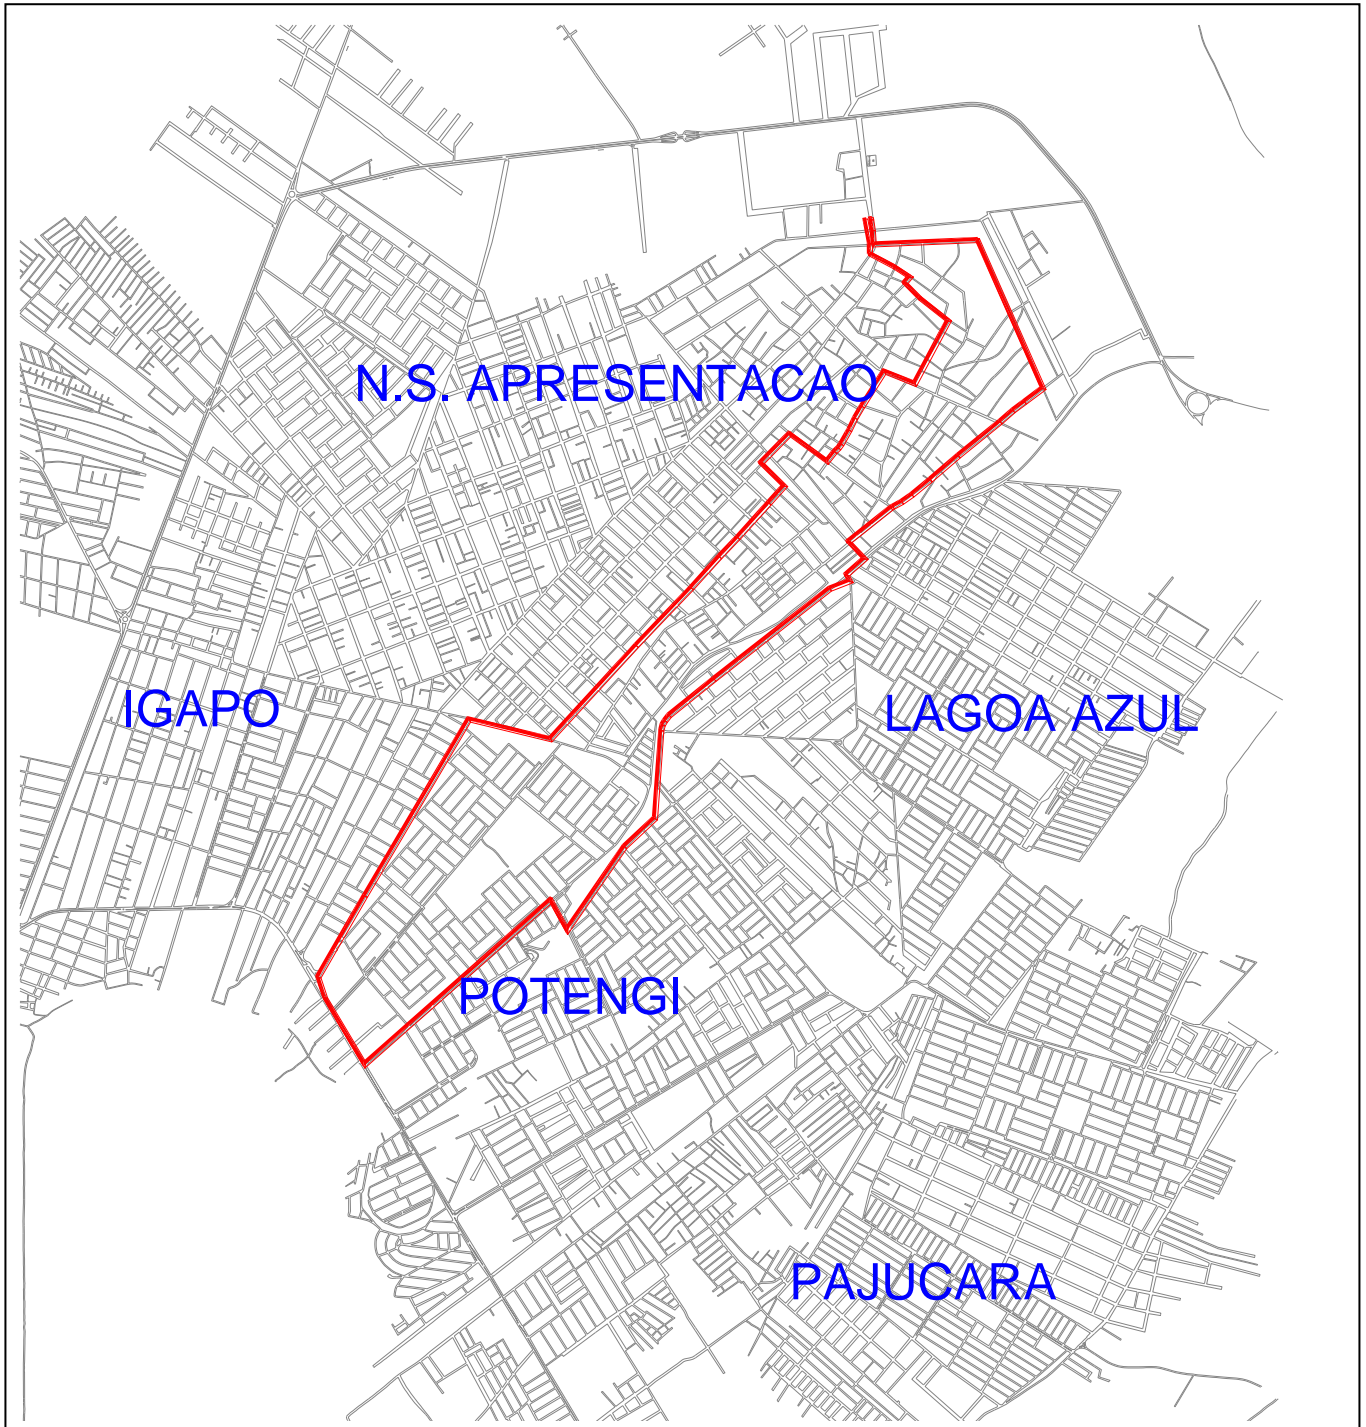 N.S. APRESENTACAO
IGAPO
LAGOA AZUL
POTENGI
PAJUCARA